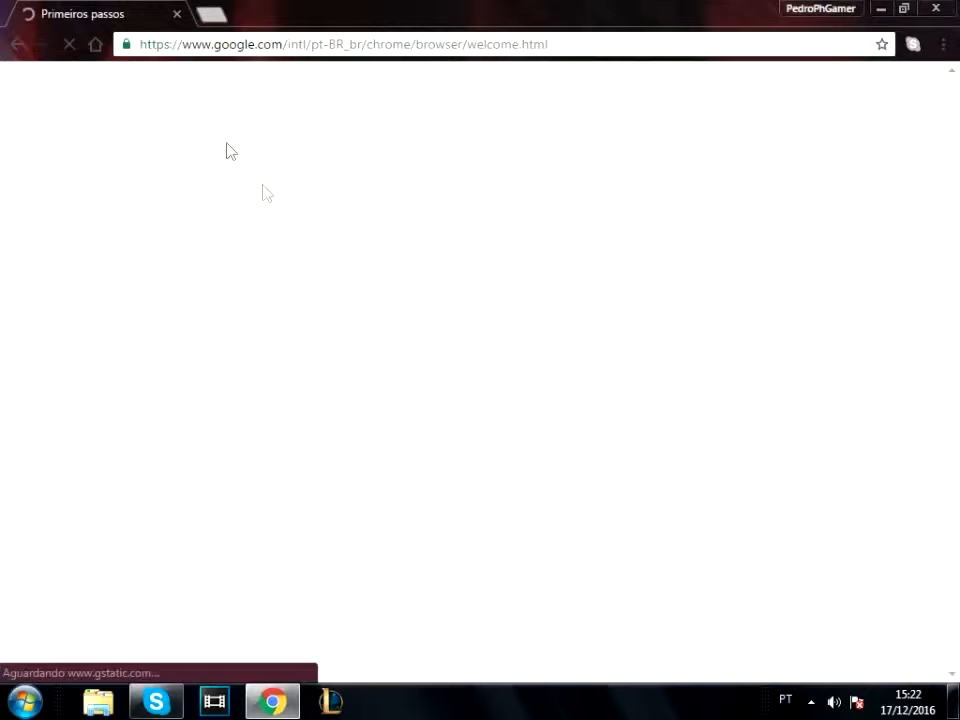 Primeiros passos
PedroPhGamer
https://www.google.com/intl/pt-BR_br/chrome/browser/welcome.html
Aguardando www.gstatic.com...
PT
15:22
17/12/2016